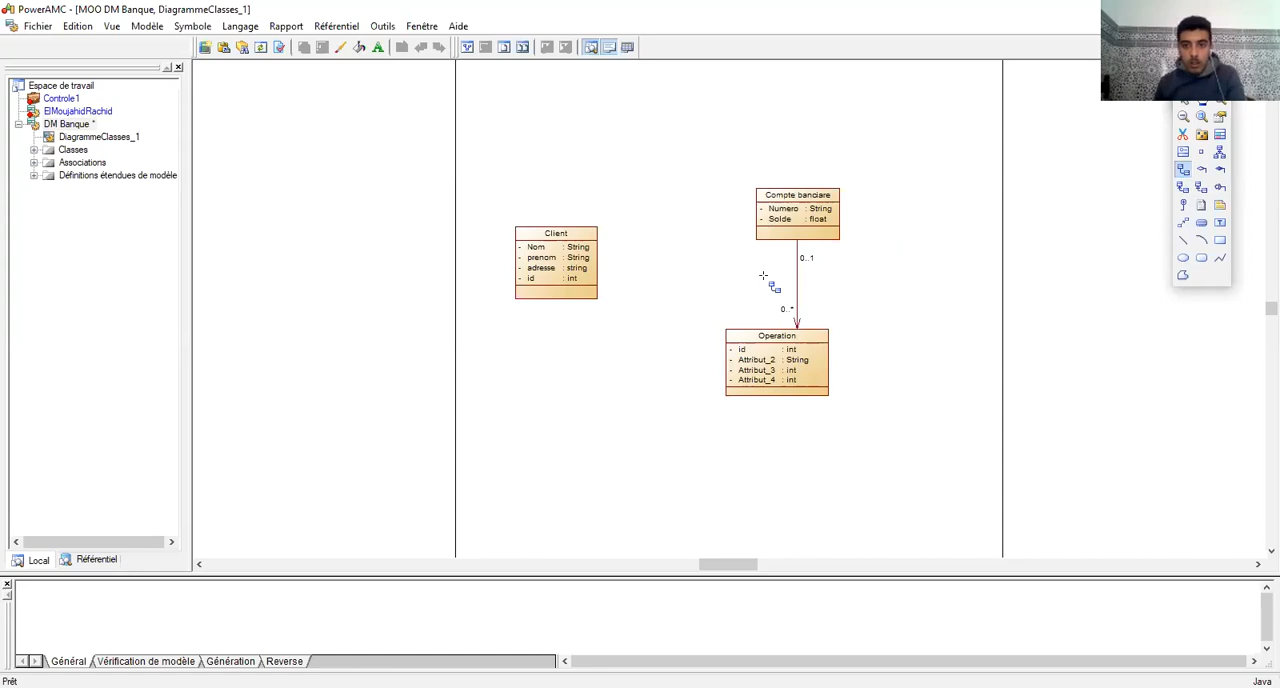 PowerAMC - [MOO DM Banque, DiagrammeClasses_1]
Fichier Edition Vue Modèle Symbole Langage Rapport Référentiel Outils Fenêtre Aide
Espace de travail
Controle1
ElMoujahidRachid
DM Banque *
DiagrammeClasses_1
Classes
Associations
Définitions étendues de modèle
Client
- Nom : String
- prenom : String
- adresse : string
- id : int
Compte banciare
- Numero : String
- Solde : float
0..1
0..*
Operation
- id : int
- Attribut_2 : String
- Attribut_3 : int
- Attribut_4 : int
Local Référentiel
Général Vérification de modèle Génération Reverse
Prêt Java